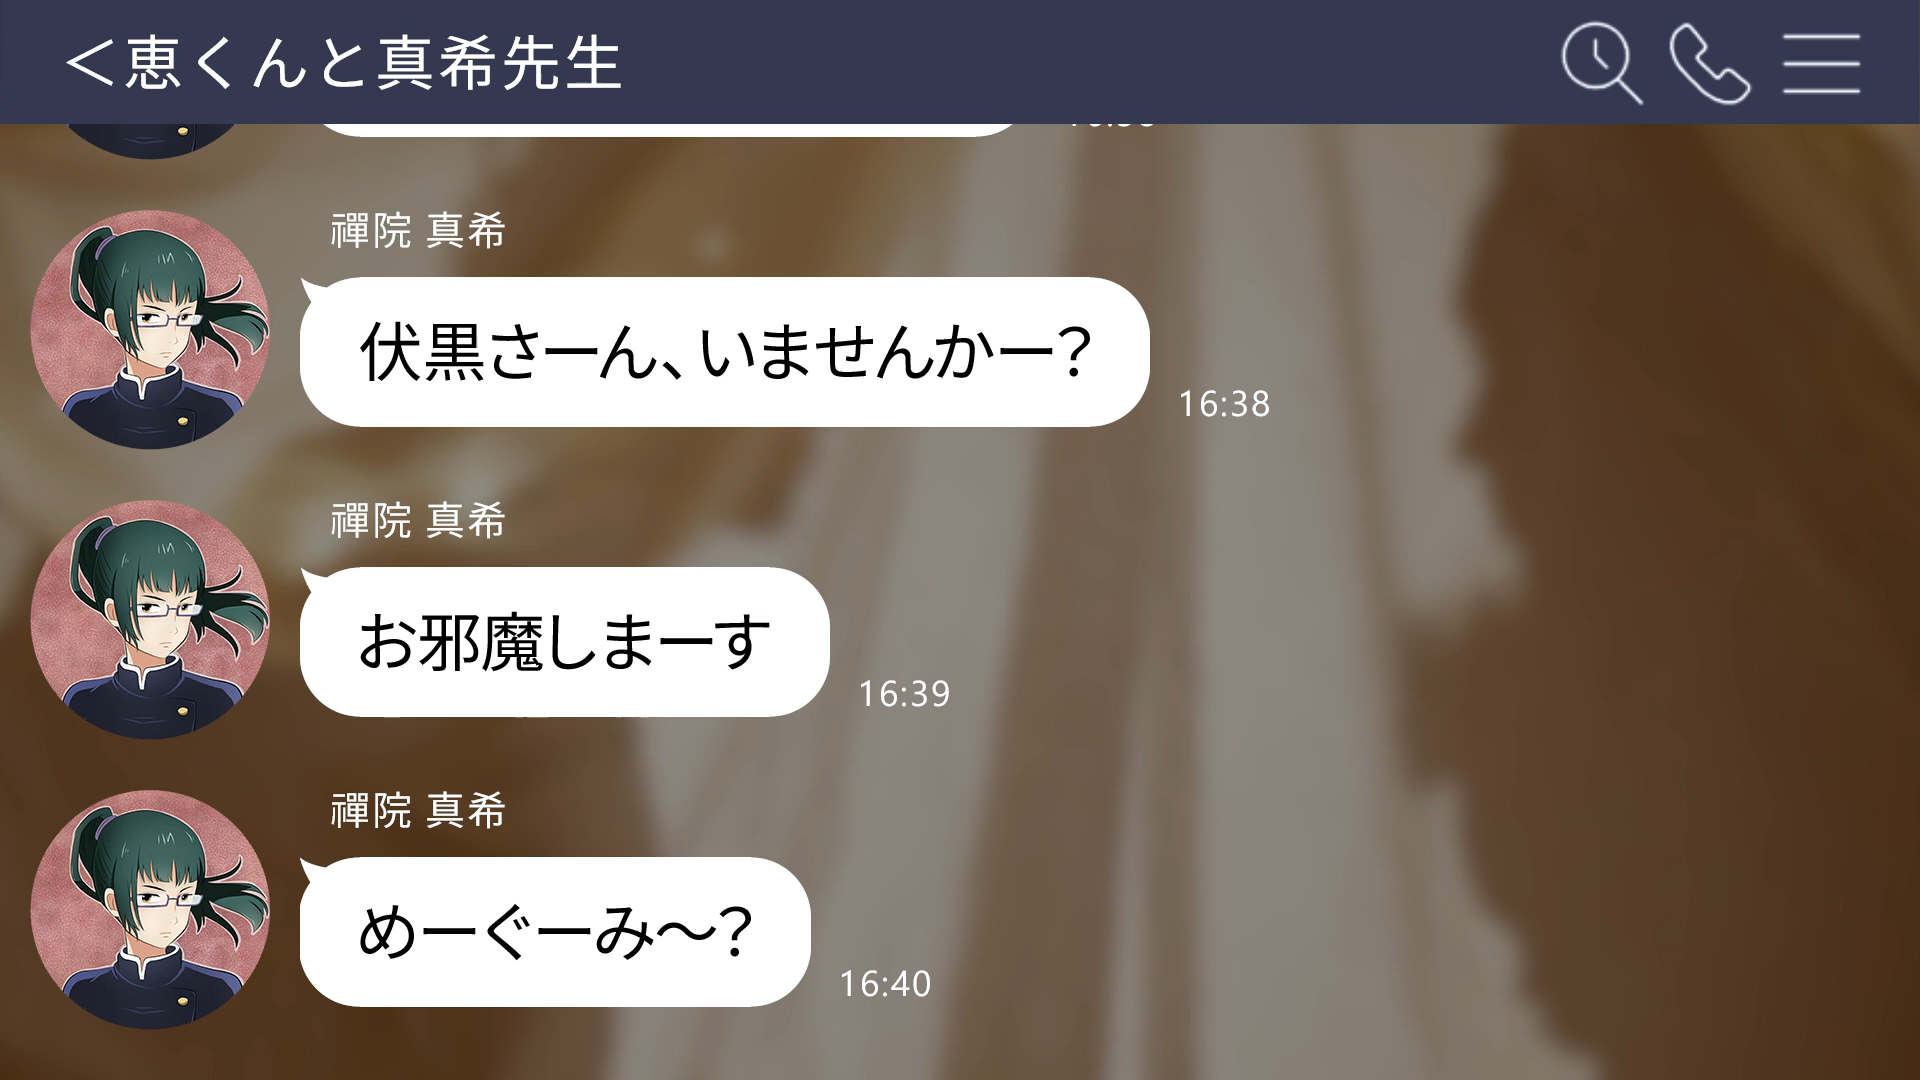 ＜恵くんと真希先生
禪院 真希
伏黒さーん、いませんかー？
16:38
禪院 真希
お邪魔しまーす
16:39
禪院 真希
めーぐーみ～？
16:40